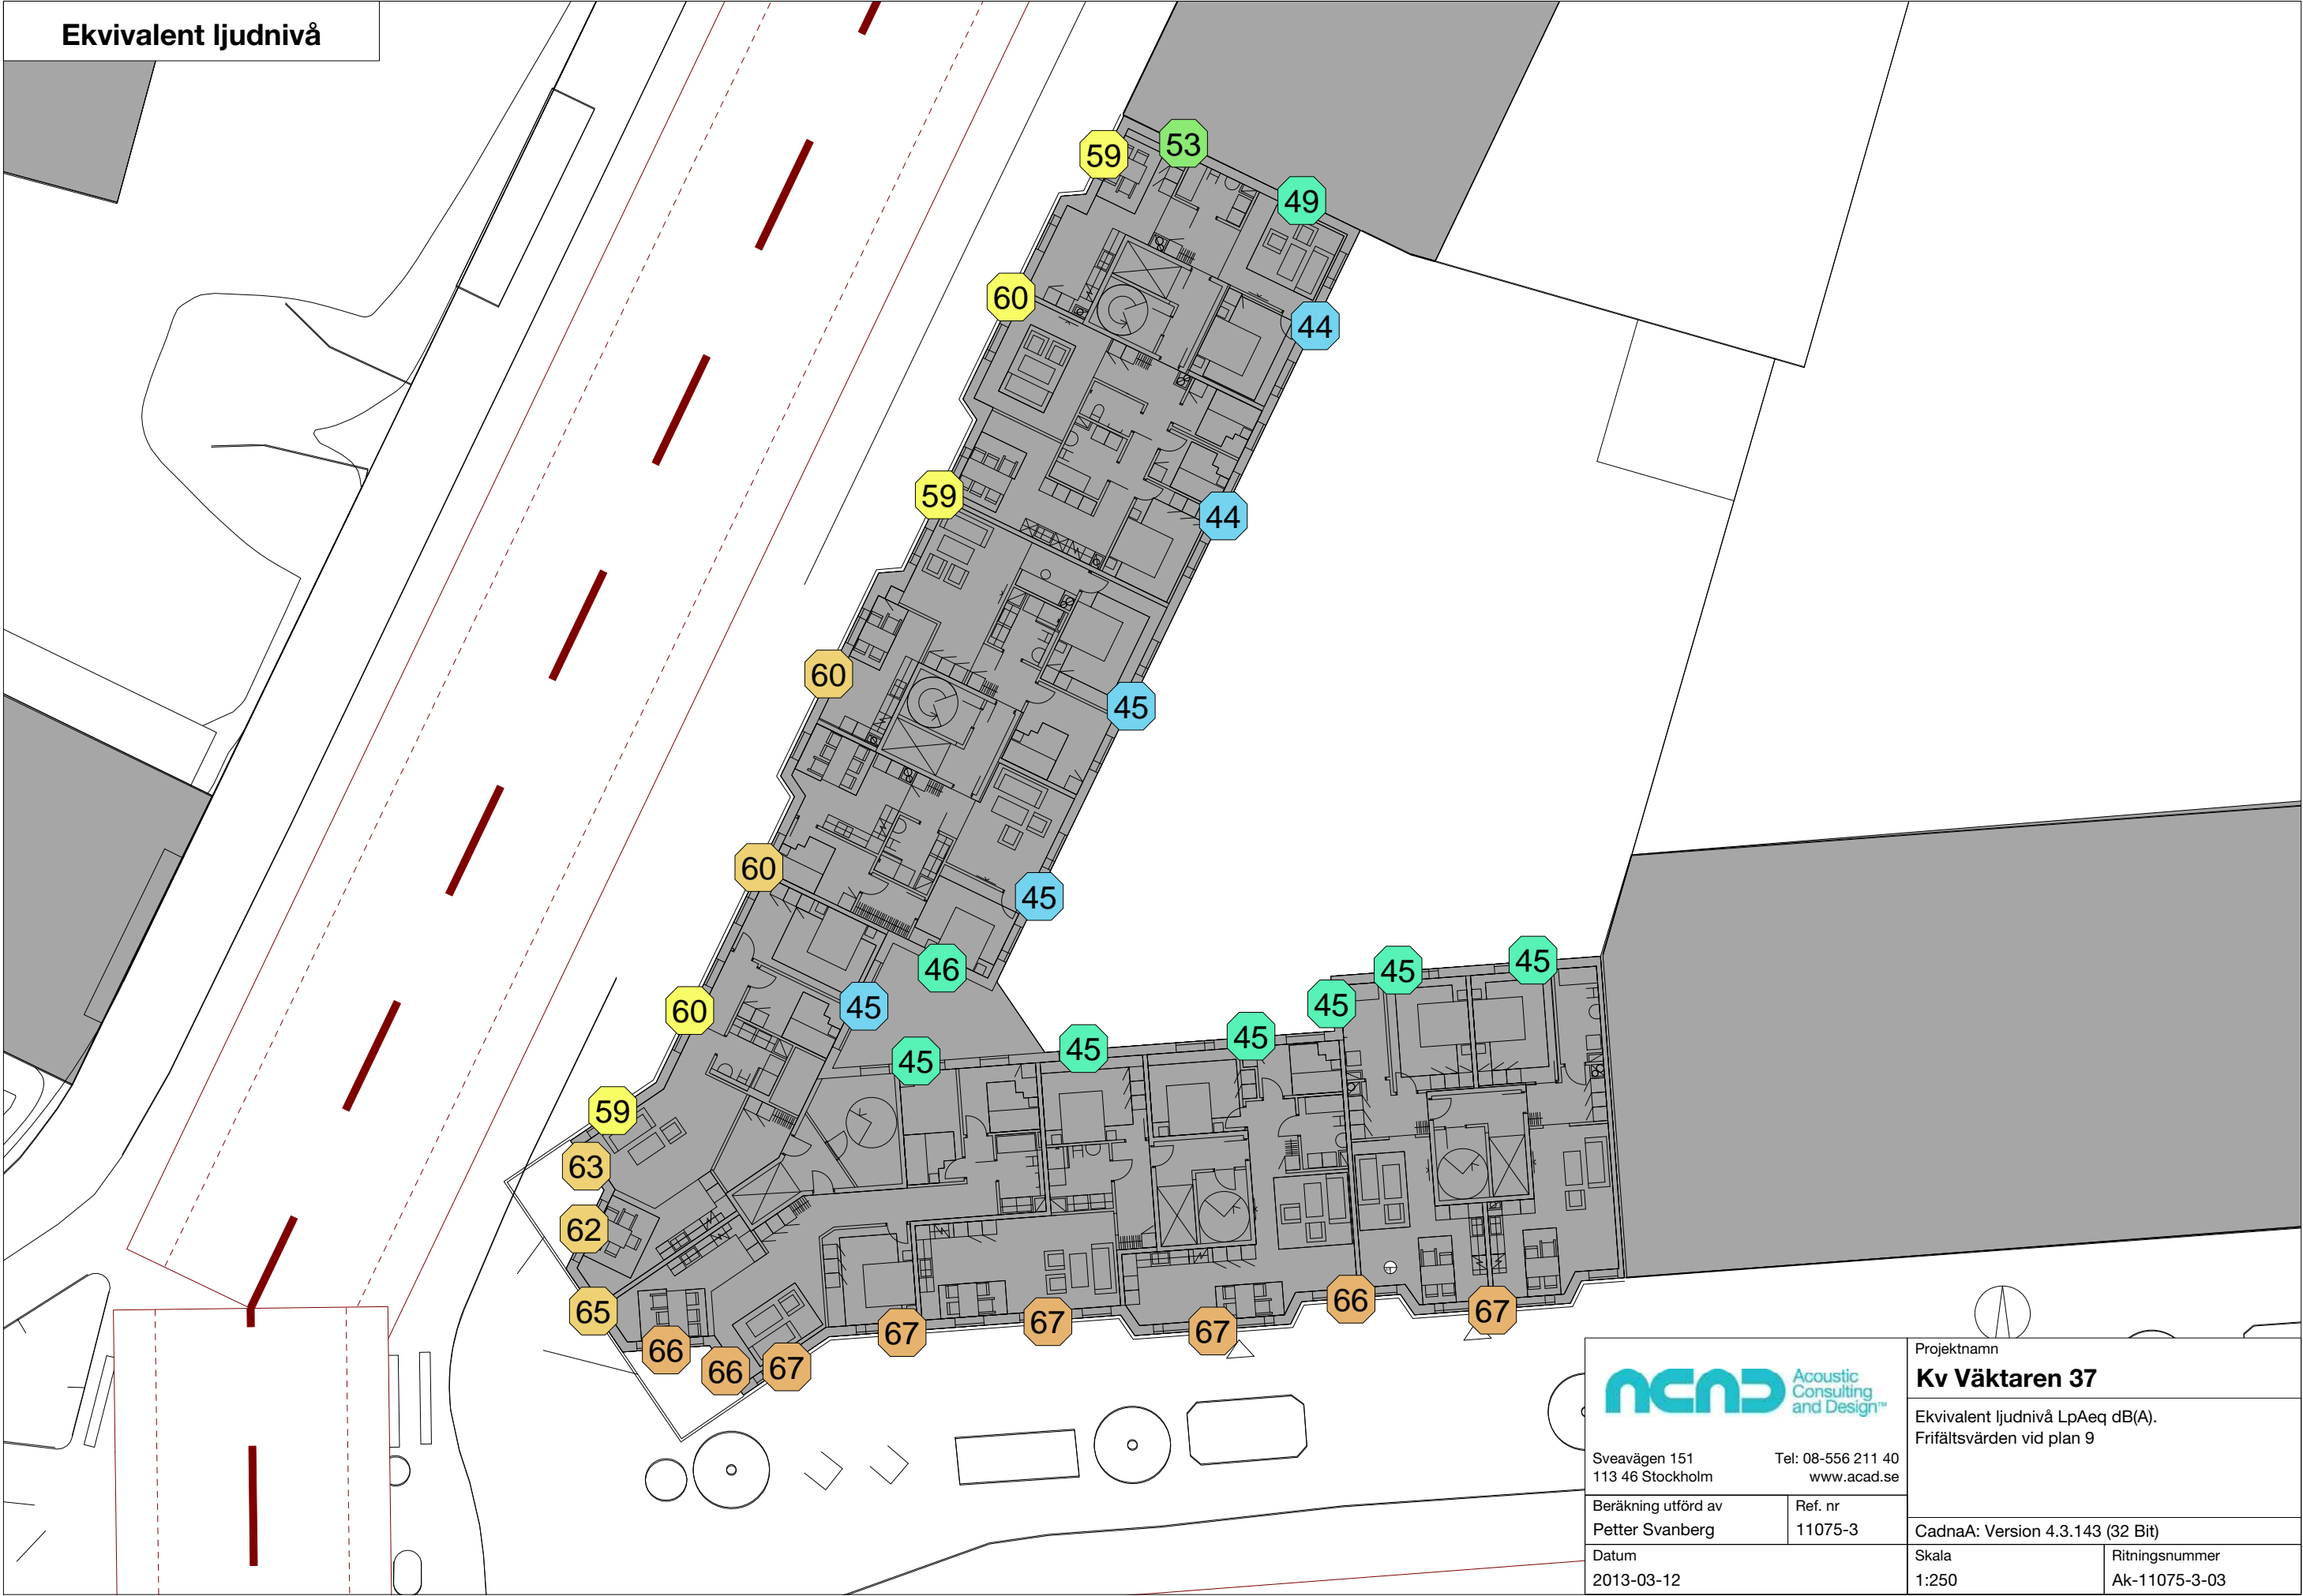 Ekvivalent ljudnivå
59
53
49
60
44
59
44
60
45
60
45
46
45
45
45
60
45
45
45
45
59
63
62
65
66
66
67
67
67
67
66
67
acad
Acoustic
Consulting
and Design™
Sveavägen 151 Tel: 08-556 211 40
113 46 Stockholm www.acad.se
Projektnamn
Kv Väktaren 37
Ekvivalent ljudnivå LpAeq dB(A).
Frifältsvärden vid plan 9
Beräkning utförd av
Petter Svanberg
Ref. nr
11075-3
CadnaA: Version 4.3.143 (32 Bit)
Datum
2013-03-12
Skala
1:250
Ritningsnummer
Ak-11075-3-03